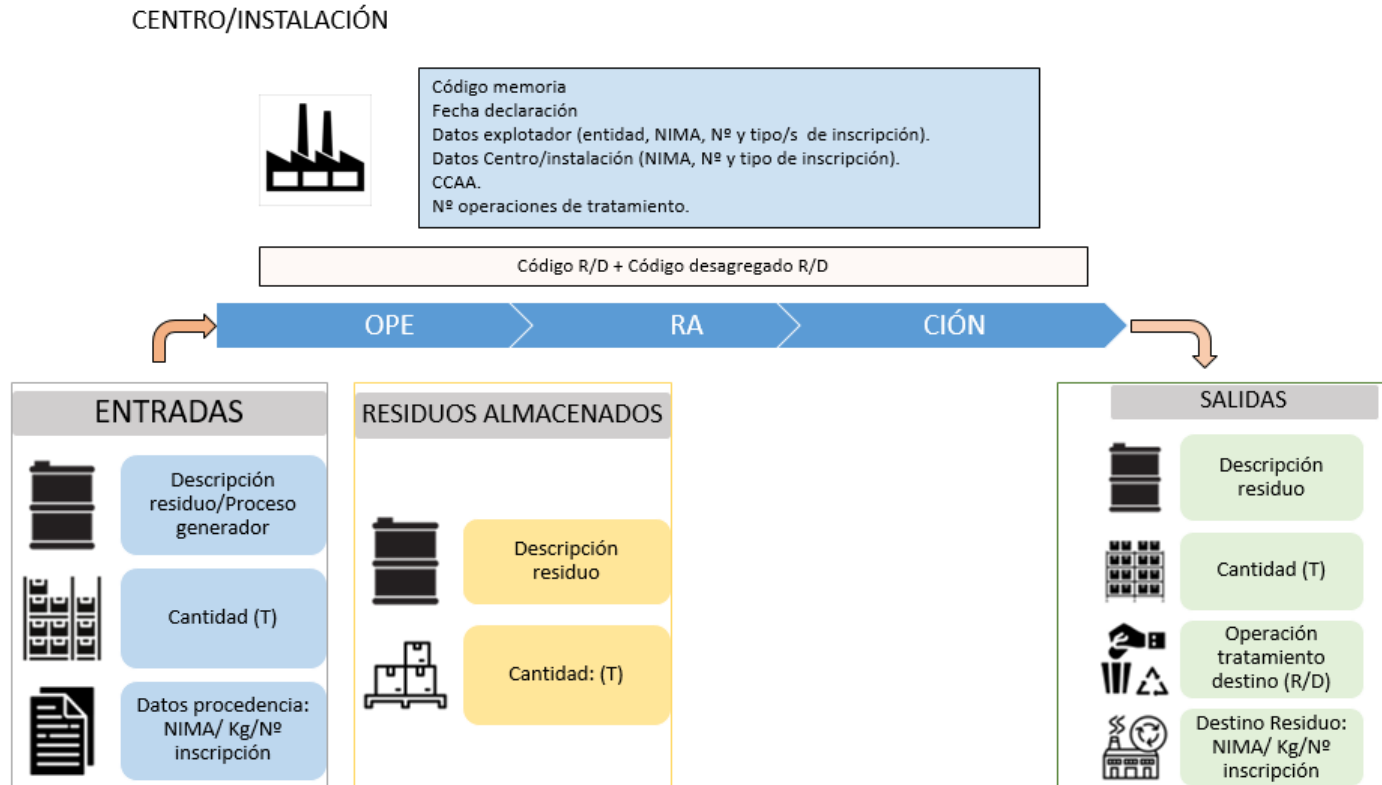 CENTRO/INSTALACIÓN
Código memoria
Fecha declaración
Datos explotador (entidad, NIMA, Nº y tipo/s de inscripción).
Datos Centro/instalación (NIMA, Nº y tipo de inscripción).
CCAA.
Nº operaciones de tratamiento.
Código R/D + Código desagregado R/D
OPE RA CIÓN
ENTRADAS
Descripción
residuo/Proceso
generador
Cantidad (T)
Datos procedencia:
NIMA/ Kg/Nº
inscripción
RESIDUOS ALMACENADOS
Descripción
residuo
Cantidad: (T)
SALIDAS
Descripción
residuo
Cantidad (T)
Operación
tratamiento
destino (R/D)
Destino Residuo:
NIMA/ Kg/Nº
inscripción